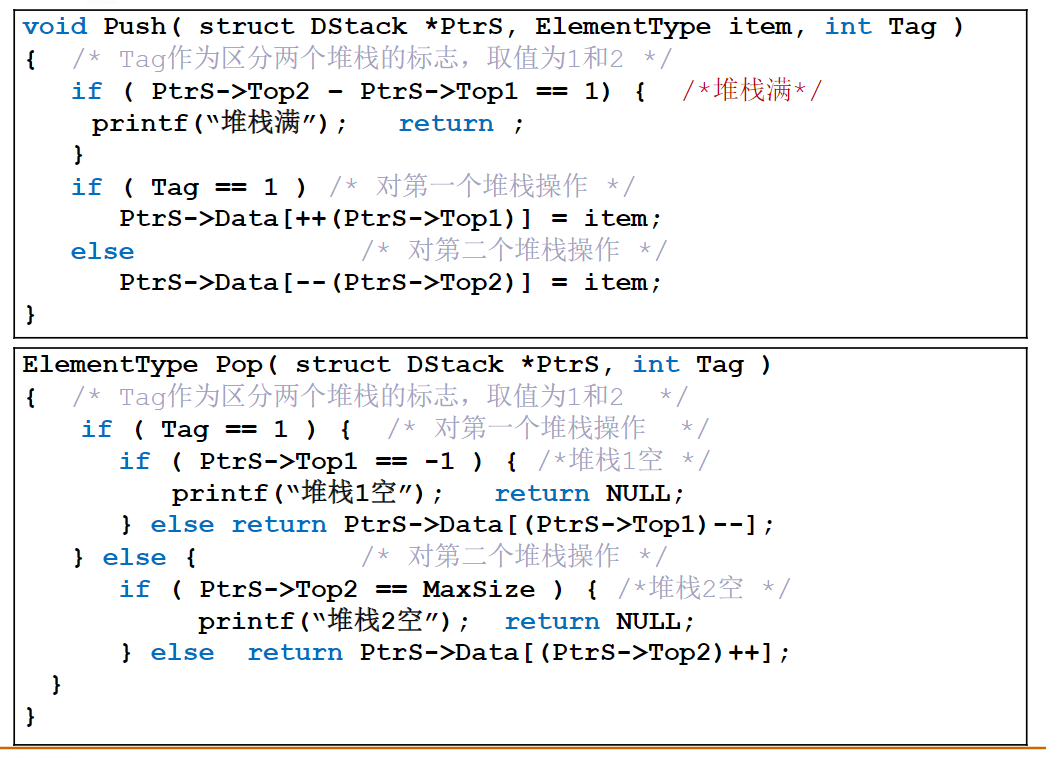 void Push( struct DStack *PtrS, ElementType item, int Tag )
{ /* Tag作为区分两个堆栈的标志，取值为1和2 */
if ( PtrS->Top2 – PtrS->Top1 == 1) { /*堆栈满*/
printf(“堆栈满”); return ;
}
if ( Tag == 1 ) /* 对第一个堆栈操作 */
PtrS->Data[++(PtrS->Top1)] = item;
else /* 对第二个堆栈操作 */
PtrS->Data[--(PtrS->Top2)] = item;
}
ElementType Pop( struct DStack *PtrS, int Tag )
{ /* Tag作为区分两个堆栈的标志，取值为1和2 */
if ( Tag == 1 ) { /* 对第一个堆栈操作 */
if ( PtrS->Top1 == -1 ) { /*堆栈1空 */
printf(“堆栈1空”); return NULL;
} else return PtrS->Data[(PtrS->Top1)--];
} else { /* 对第二个堆栈操作 */
if ( PtrS->Top2 == MaxSize ) { /*堆栈2空 */
printf(“堆栈2空”); return NULL;
} else return PtrS->Data[(PtrS->Top2)++];
}
}